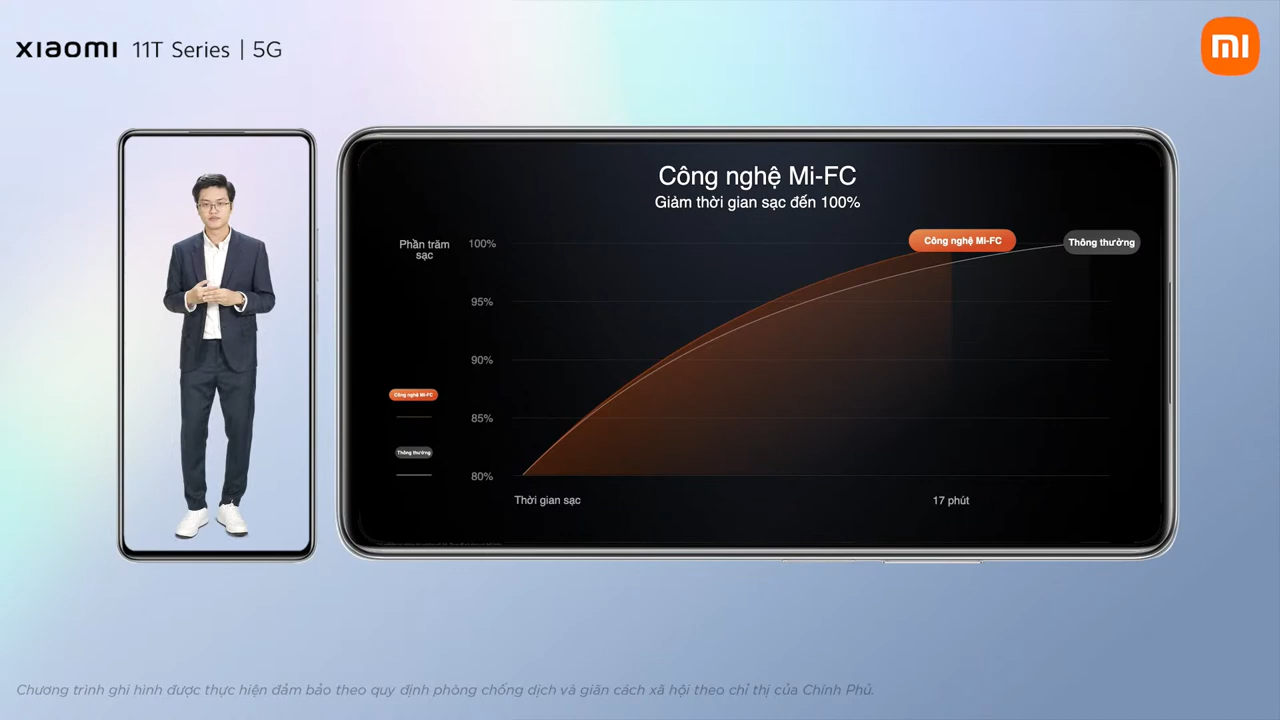 xiaomi 11T Series | 5G
mi
Công nghệ Mi-FC
Giảm thời gian sạc đến 100%
Phần trăm
sạc
100%
Công nghệ Mi-FC
Thông thường
95%
90%
Công nghệ Mi-FC
85%
Thông thường
80%
Thời gian sạc
17 phút
Chương trình ghi hình được thực hiện đảm bảo theo quy định phòng chống dịch và giãn cách xã hội theo chỉ thị của Chính Phủ.